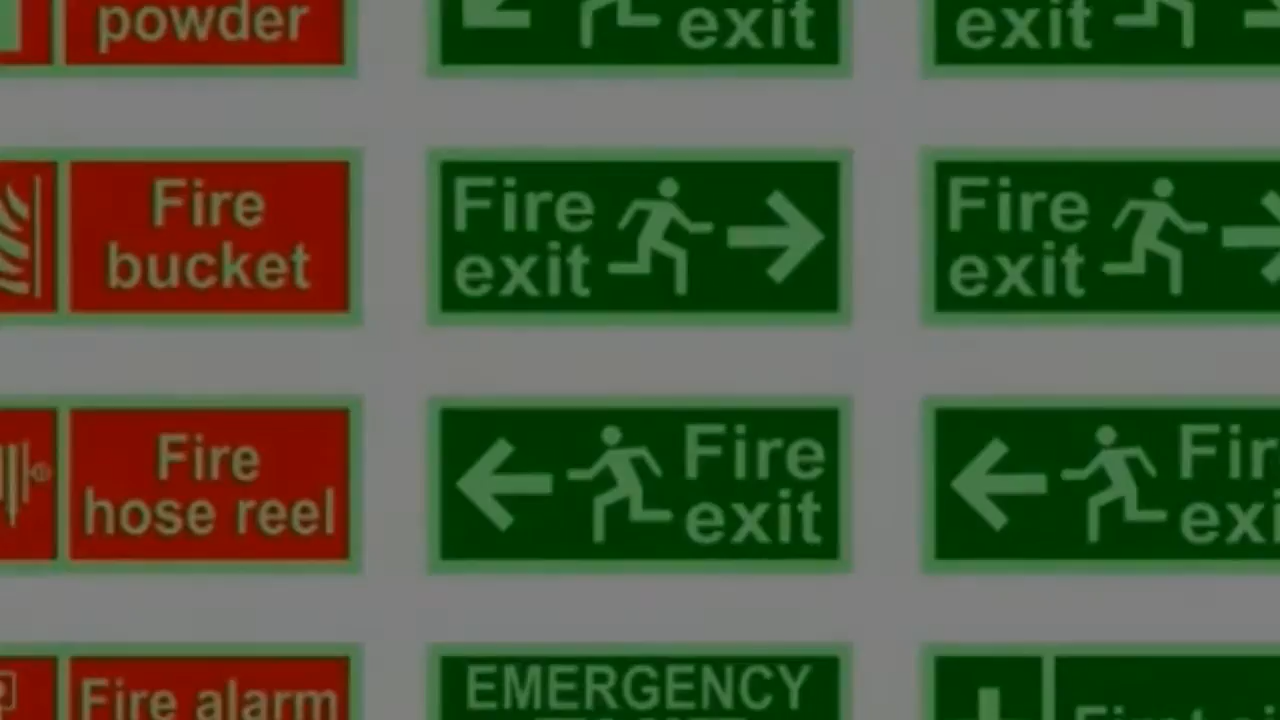 powder
exit
exit
Fire
bucket
Fire
exit
Fire
exit
Fire
hose reel
Fire
exit
Fire alarm
EMERGENCY